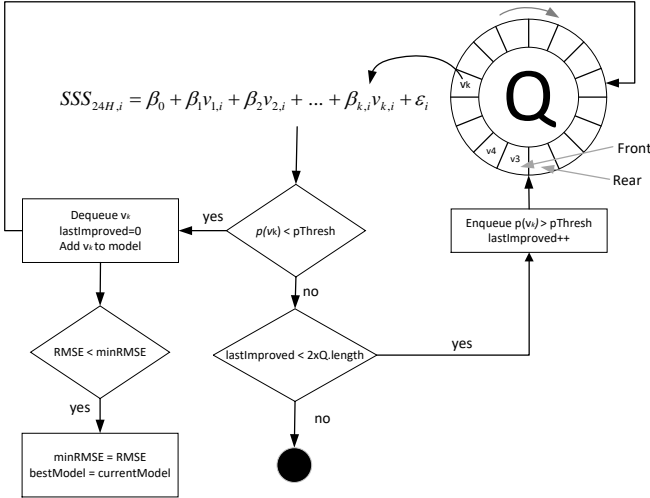 SSS₂₄H,ᵢ = β₀ + β₁v₁,ᵢ + β₂v₂,ᵢ + ... + βₖ,ᵢvₖ,ᵢ + εᵢ
vk
Q
v4
v3
Front
Rear
Dequeue vₖ
lastImproved=0
Add vₖ to model
yes
p(vₖ) < pThresh
Enqueue p(vₖ) > pThresh
lastImproved++
no
RMSE < minRMSE
lastImproved < 2xQ.length
yes
yes
no
minRMSE = RMSE
bestModel = currentModel